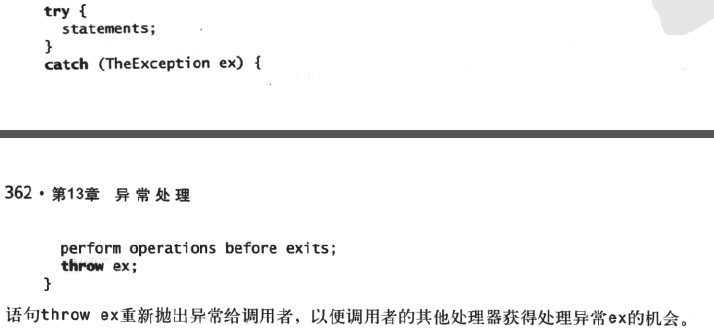 try {
statements;
}
catch (TheException ex) {
362 · 第13章 异常处理
perform operations before exits;
throw ex;
}
语句throw ex重新抛出异常给调用者，以便调用者的其他处理器获得处理异常ex的机会。